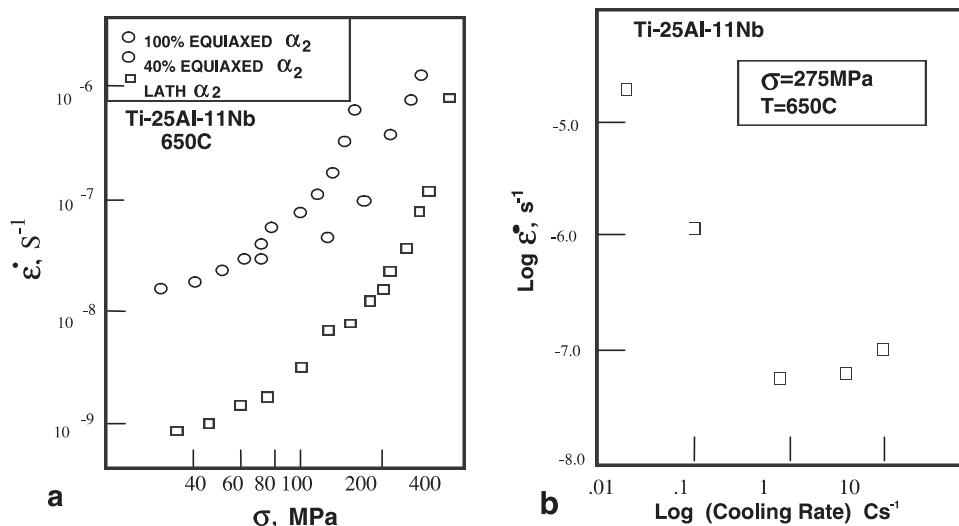 100% EQUIAXED α2
40% EQUIAXED α2
LATH α2
Ti-25Al-11Nb
650C
10 -6
10 -7
10 -8
10 -9
ε̇, S-1
40 60 80 100 200 400
σ, MPa
a
Ti-25Al-11Nb
σ=275MPa
T=650C
-5.0
-6.0
-7.0
-8.0
Log ε̇, s-1
.01 .1 1 10
Log (Cooling Rate) Cs-1
b